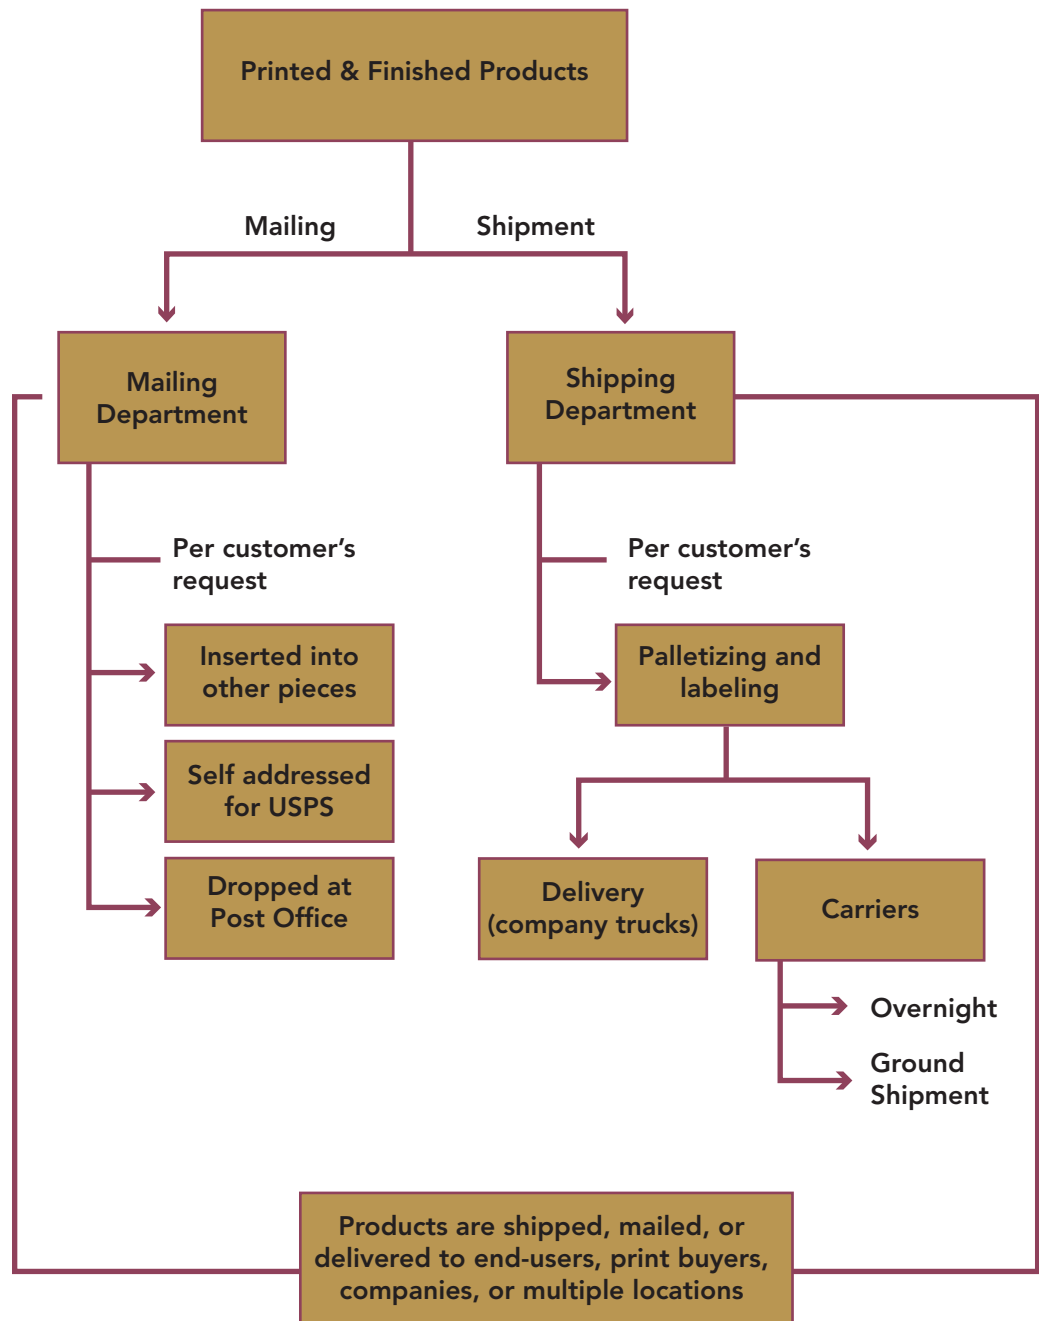 Printed & Finished Products
Mailing
Shipment
Mailing
Department
Shipping
Department
Per customer’s
request
Per customer’s
request
Inserted into
other pieces
Palletizing and
labeling
Self addressed
for USPS
Dropped at
Post Office
Delivery
(company trucks)
Carriers
Overnight
Ground
Shipment
Products are shipped, mailed, or
delivered to end-users, print buyers,
companies, or multiple locations